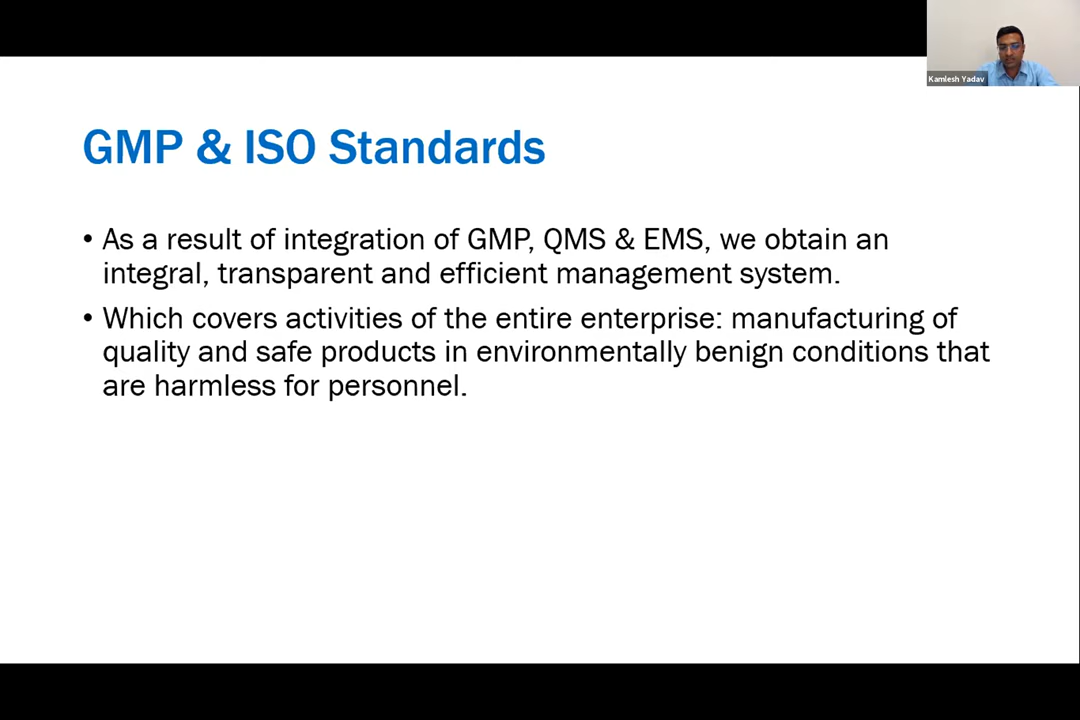 Kamlesh Yadav
GMP & ISO Standards
• As a result of integration of GMP, QMS & EMS, we obtain an
integral, transparent and efficient management system.
• Which covers activities of the entire enterprise: manufacturing of
quality and safe products in environmentally benign conditions that
are harmless for personnel.